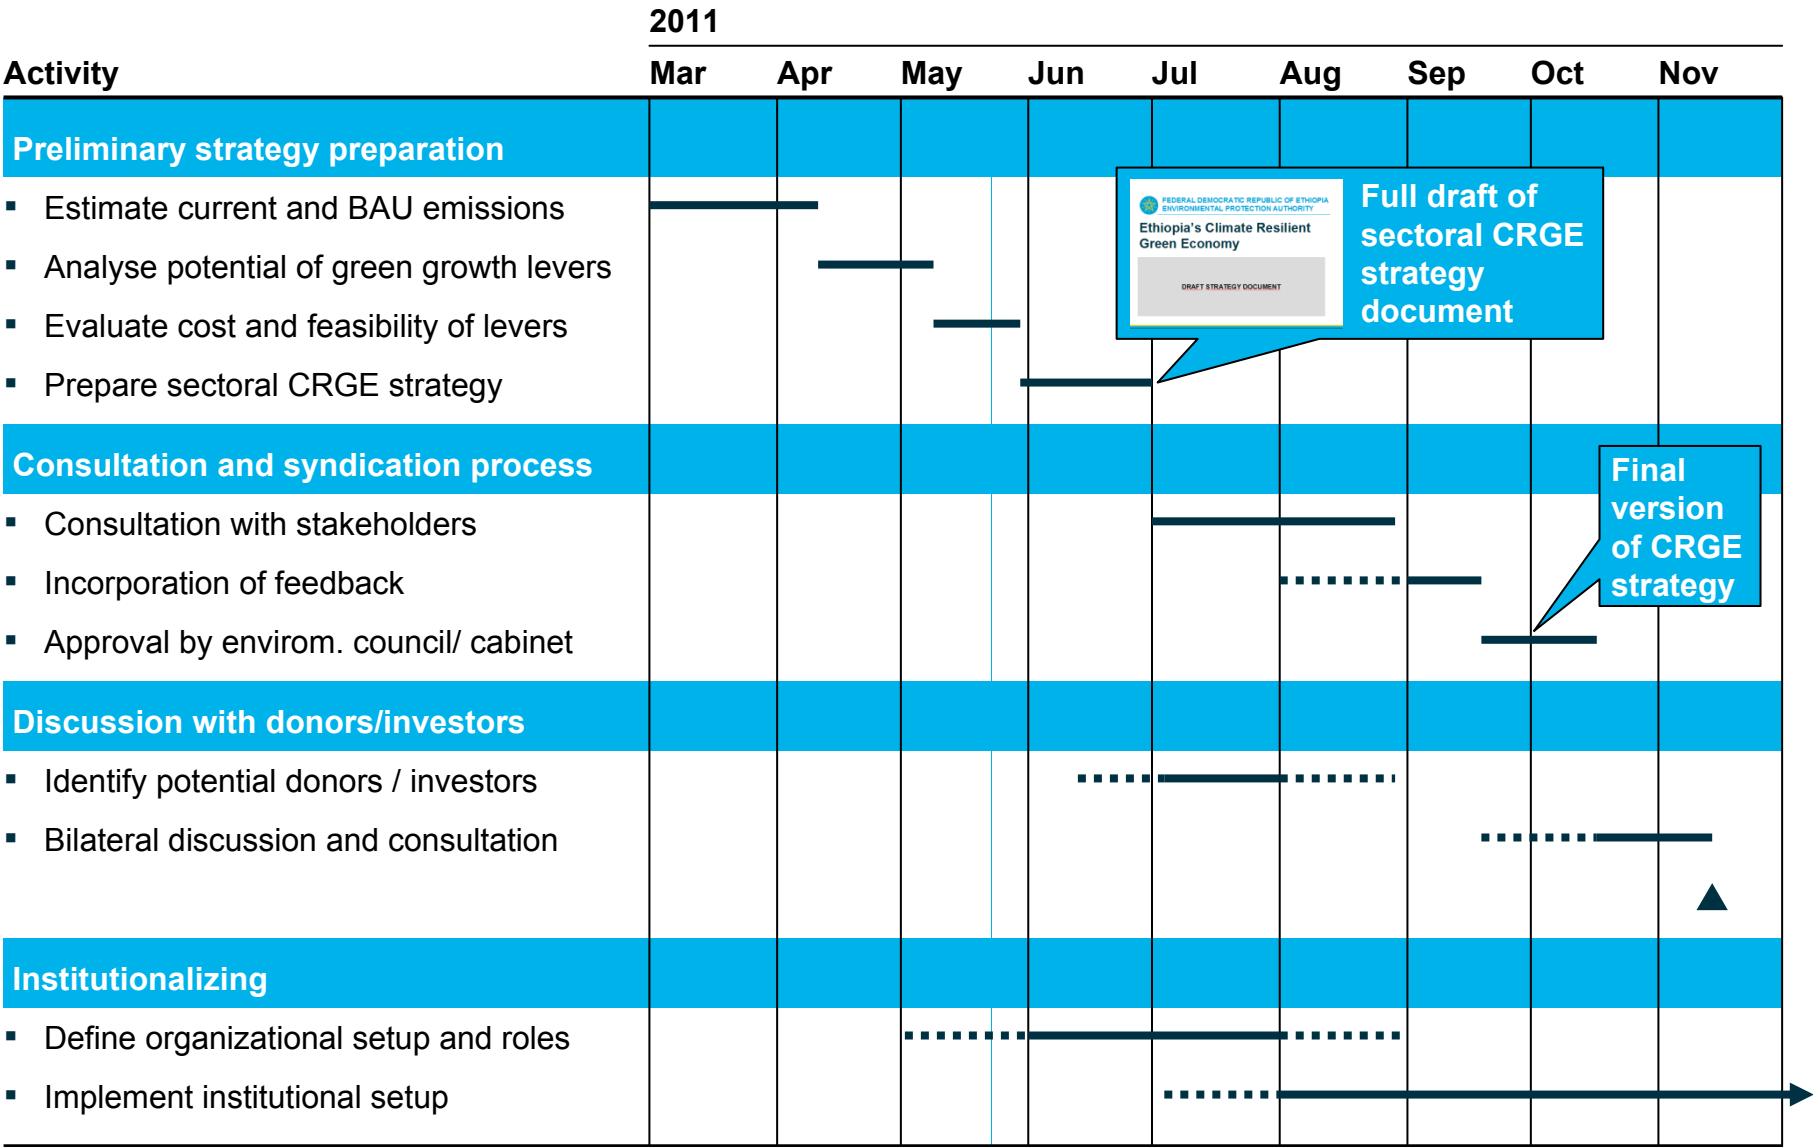 2011
Activity Mar Apr May Jun Jul Aug Sep Oct Nov
Preliminary strategy preparation
▪ Estimate current and BAU emissions
▪ Analyse potential of green growth levers
▪ Evaluate cost and feasibility of levers
▪ Prepare sectoral CRGE strategy
FEDERAL DEMOCRATIC REPUBLIC OF ETHIOPIA
ENVIRONMENTAL PROTECTION AUTHORITY
Ethiopia's Climate Resilient
Green Economy
DRAFT STRATEGY DOCUMENT
Full draft of
sectoral CRGE
strategy
document
Consultation and syndication process
▪ Consultation with stakeholders
▪ Incorporation of feedback
▪ Approval by envirom. council/ cabinet
Final
version
of CRGE
strategy
Discussion with donors/investors
▪ Identify potential donors / investors
▪ Bilateral discussion and consultation
Institutionalizing
▪ Define organizational setup and roles
▪ Implement institutional setup